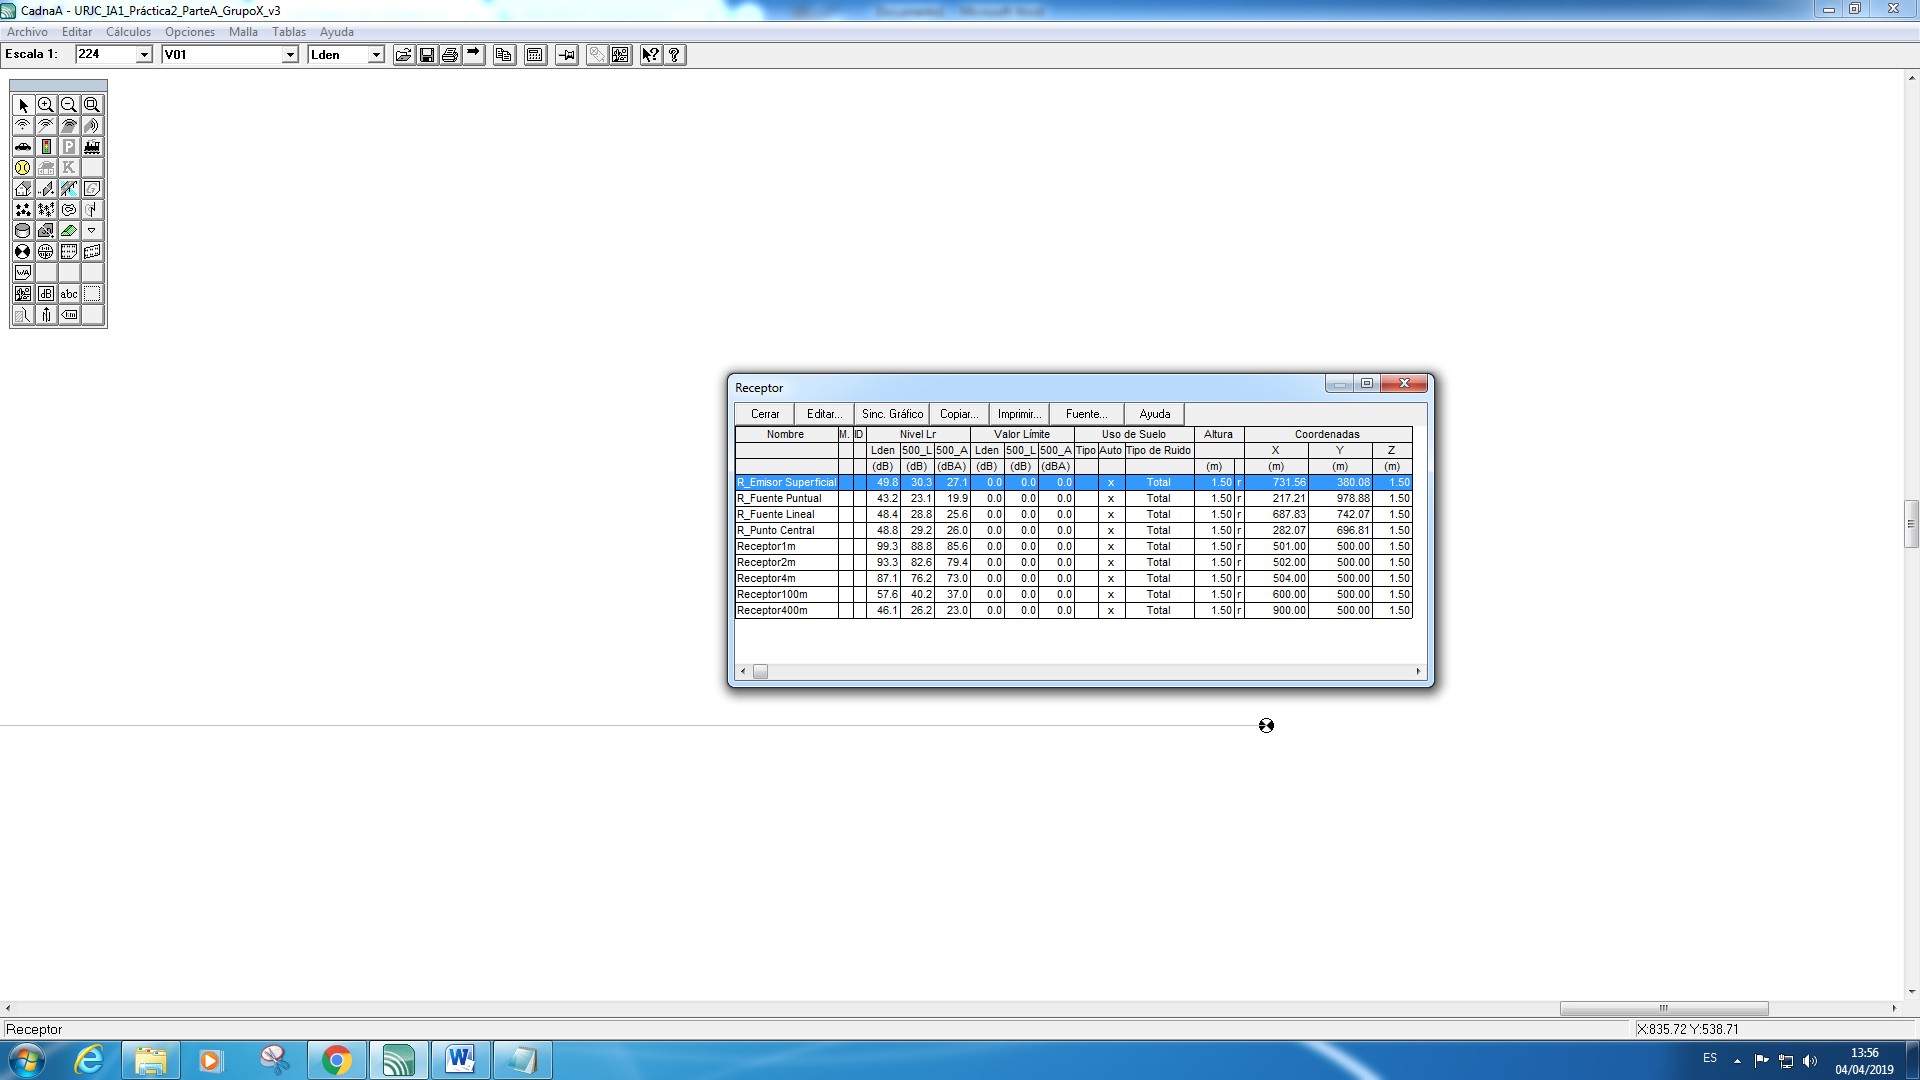 CadnaA - URJC_IA1_Práctica2_ParteA_GrupoX_v3
Archivo Editar Cálculos Opciones Malla Tablas Ayuda
Escala 1: 224 V01 Lden
P
K
VA
dB abc
Receptor
Cerrar Editar... Sinc. Gráfico Copiar... Imprimir... Fuente... Ayuda
Nombre M. ID Nivel Lr Valor Límite Uso de Suelo Altura Coordenadas
Lden 500_L 500_A Lden 500_L 500_A Tipo Auto Tipo de Ruido X Y Z
(dB) (dB) (dBA) (dB) (dB) (dBA) (m) (m) (m) (m)
R_Emisor Superficial 49.8 30.3 27.1 0.0 0.0 0.0 x Total 1.50 r 731.56 380.08 1.50
R_Fuente Puntual 43.2 23.1 19.9 0.0 0.0 0.0 x Total 1.50 r 217.21 978.88 1.50
R_Fuente Lineal 48.4 28.8 25.6 0.0 0.0 0.0 x Total 1.50 r 687.83 742.07 1.50
R_Punto Central 48.8 29.2 26.0 0.0 0.0 0.0 x Total 1.50 r 282.07 696.81 1.50
Receptor1m 99.3 88.8 85.6 0.0 0.0 0.0 x Total 1.50 r 501.00 500.00 1.50
Receptor2m 93.3 82.6 79.4 0.0 0.0 0.0 x Total 1.50 r 502.00 500.00 1.50
Receptor4m 87.1 76.2 73.0 0.0 0.0 0.0 x Total 1.50 r 504.00 500.00 1.50
Receptor100m 57.6 40.2 37.0 0.0 0.0 0.0 x Total 1.50 r 600.00 500.00 1.50
Receptor400m 46.1 26.2 23.0 0.0 0.0 0.0 x Total 1.50 r 900.00 500.00 1.50
Receptor X:835.72 Y:538.71
ES 13:56
04/04/2019